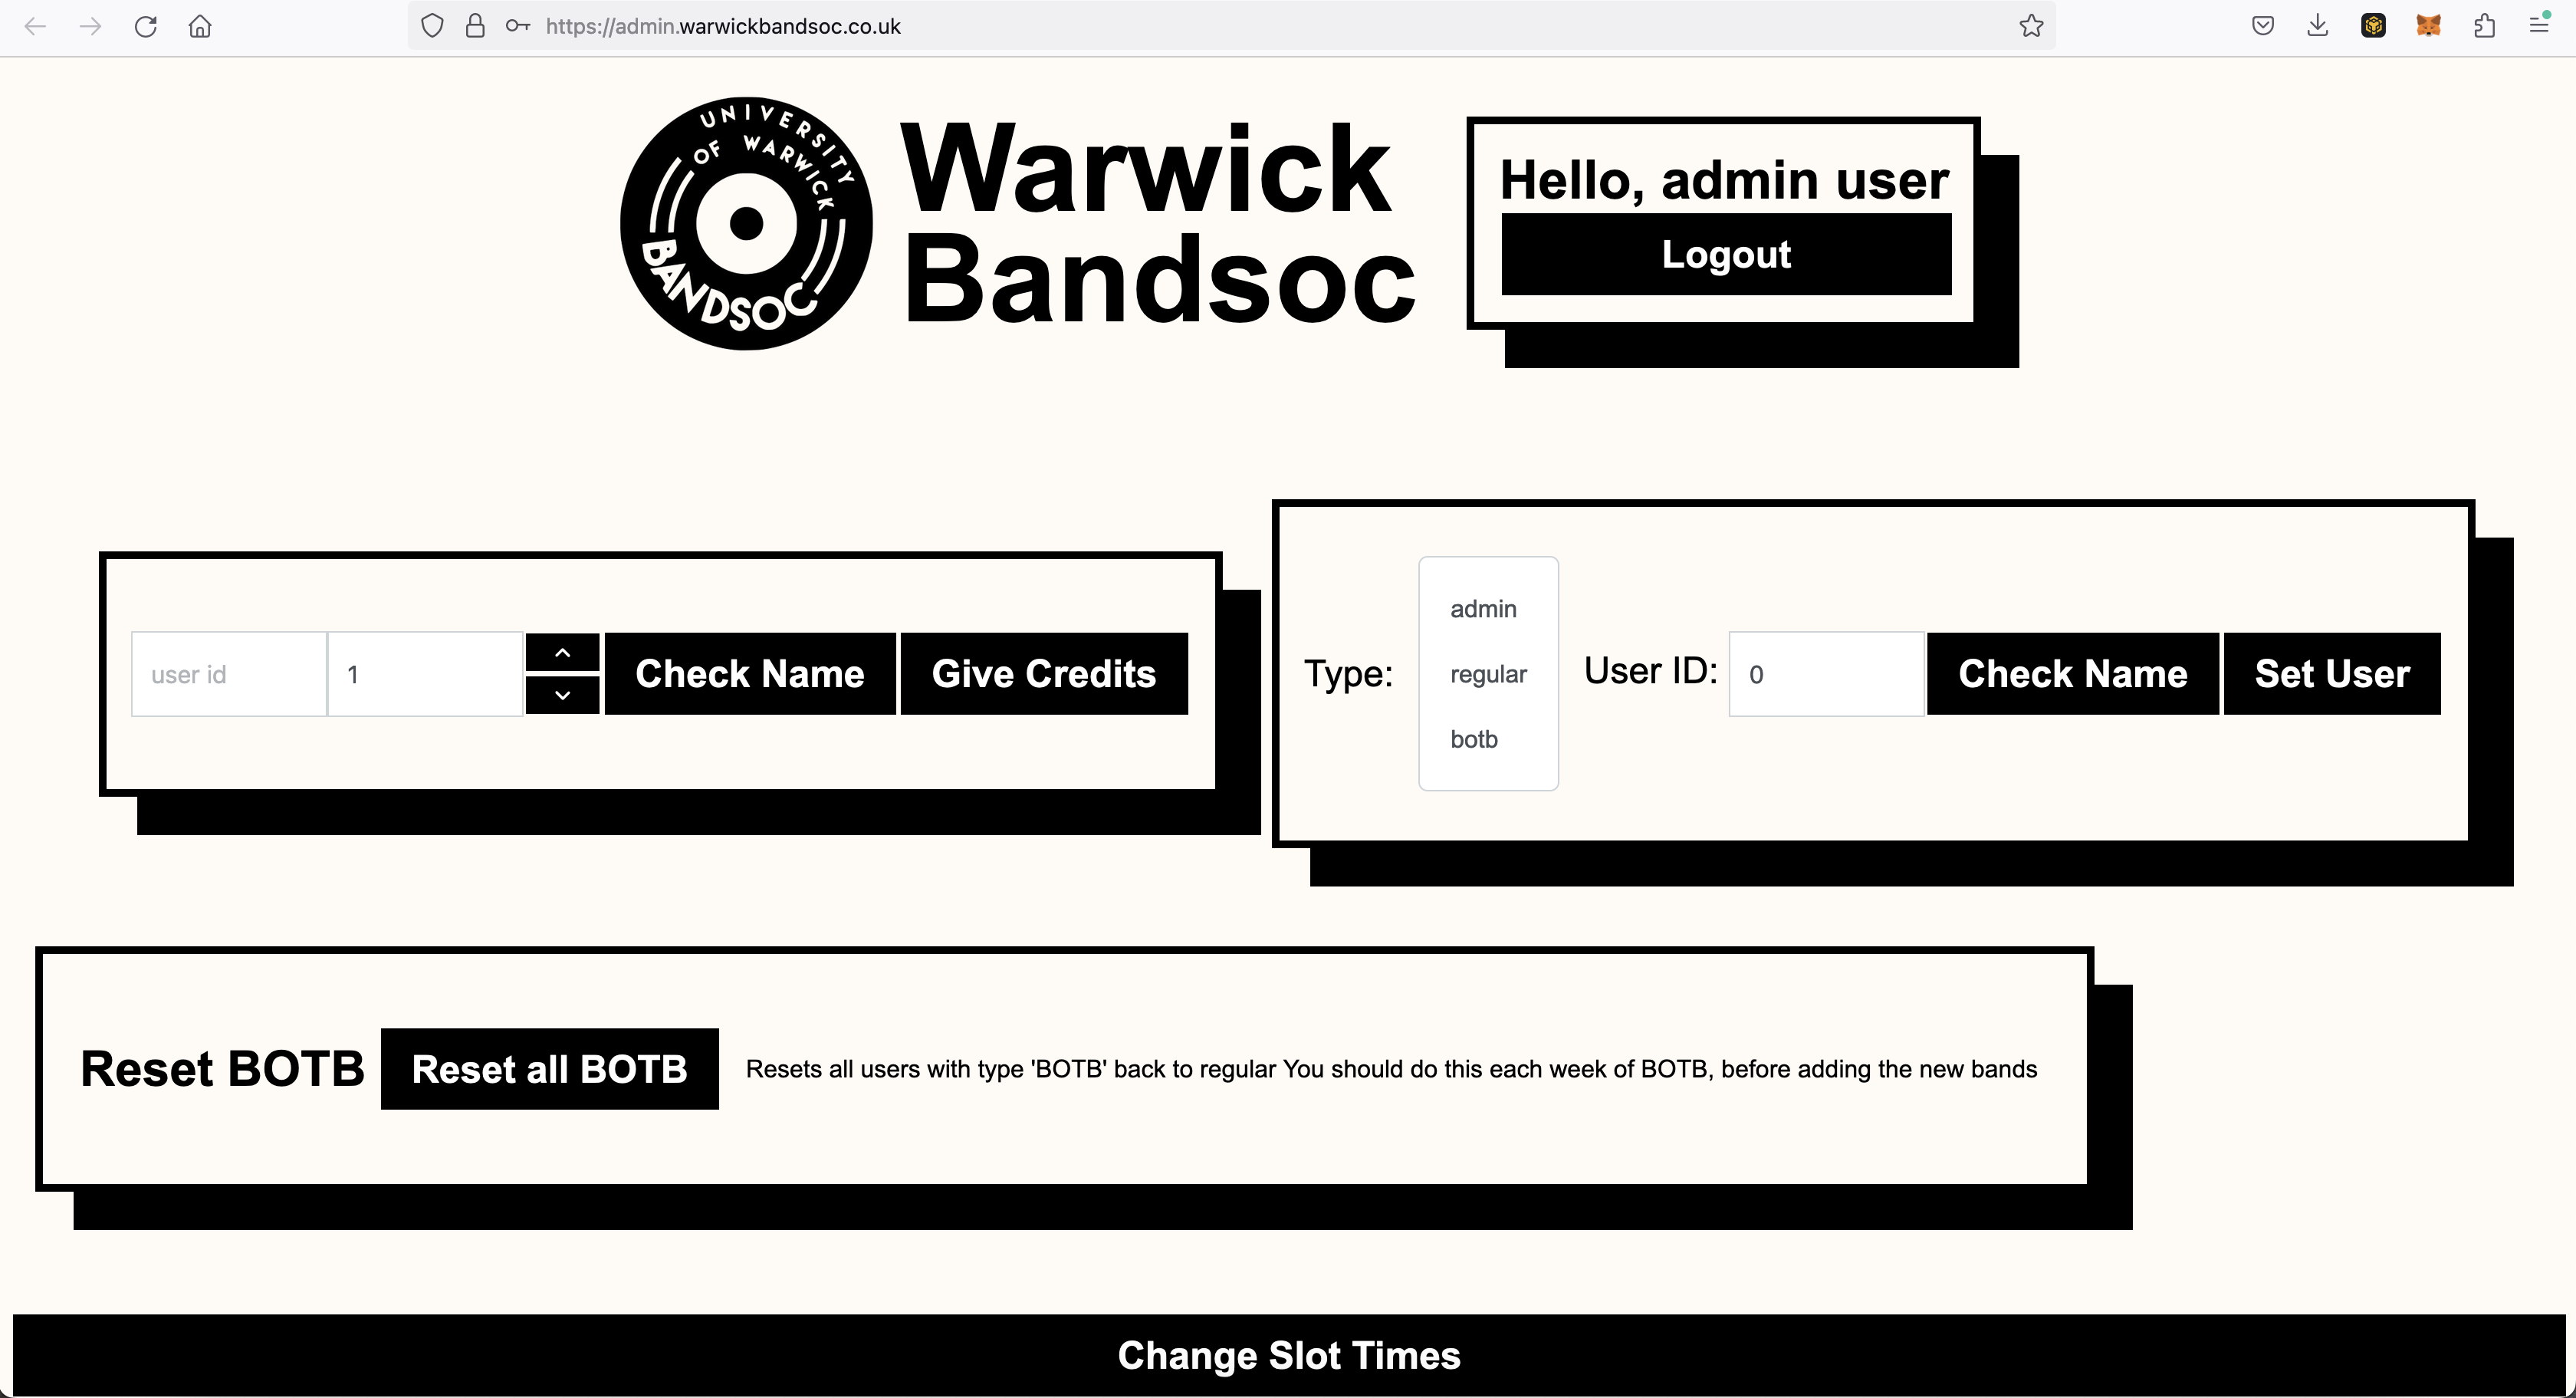 https://admin.warwickbandsoc.co.uk
UNIVERSITY
OF WARWICK
BANDSOC
Warwick
Bandsoc
Hello, admin user
Logout
user id
1
Check Name
Give Credits
Type:
admin
regular
botb
User ID:
0
Check Name
Set User
Reset BOTB
Reset all BOTB
Resets all users with type 'BOTB' back to regular You should do this each week of BOTB, before adding the new bands
Change Slot Times